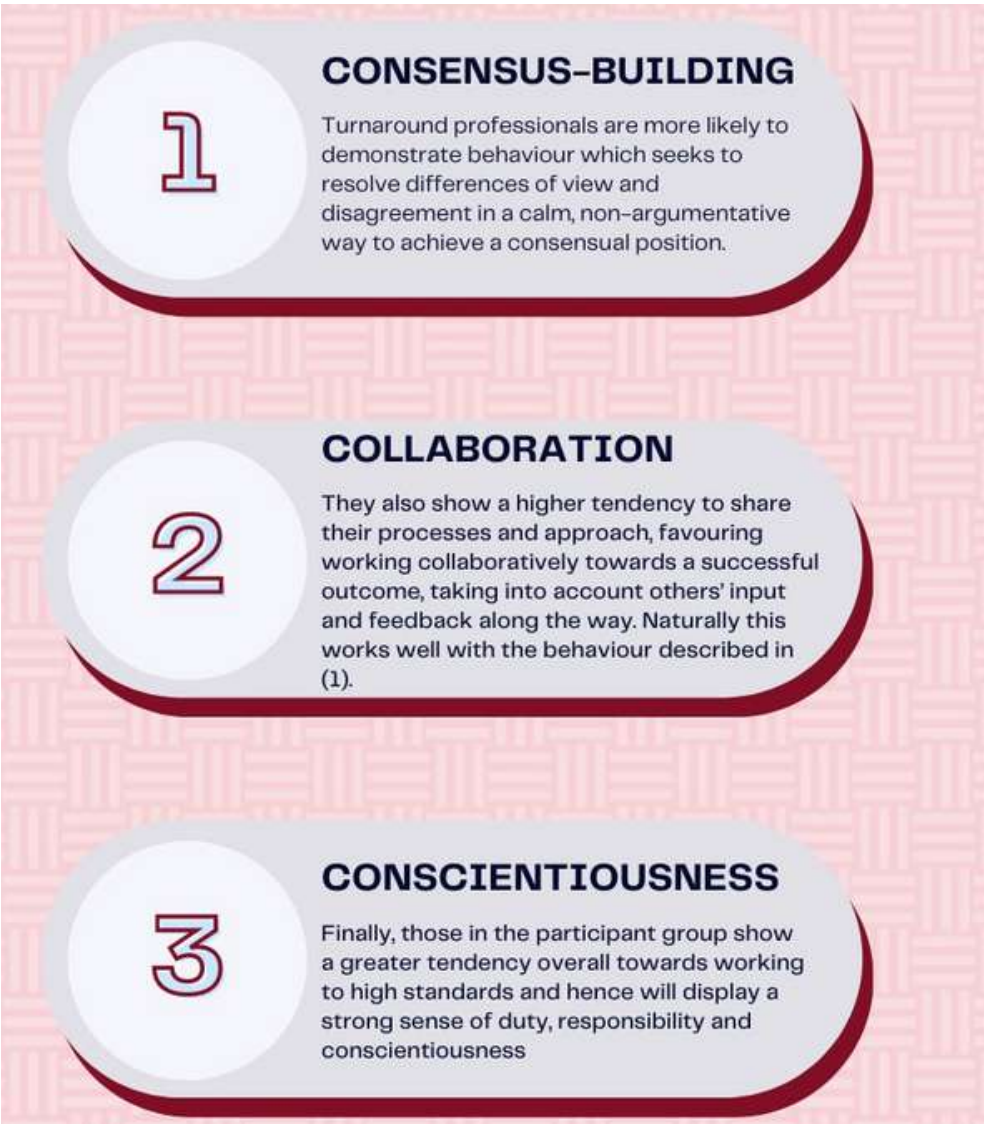 1
CONSENSUS-BUILDING
Turnaround professionals are more likely to
demonstrate behaviour which seeks to
resolve differences of view and
disagreement in a calm, non-argumentative
way to achieve a consensual position.
2
COLLABORATION
They also show a higher tendency to share
their processes and approach, favouring
working collaboratively towards a successful
outcome, taking into account others' input
and feedback along the way. Naturally this
works well with the behaviour described in
(1).
3
CONSCIENTIOUSNESS
Finally, those in the participant group show
a greater tendency overall towards working
to high standards and hence will display a
strong sense of duty, responsibility and
conscientiousness